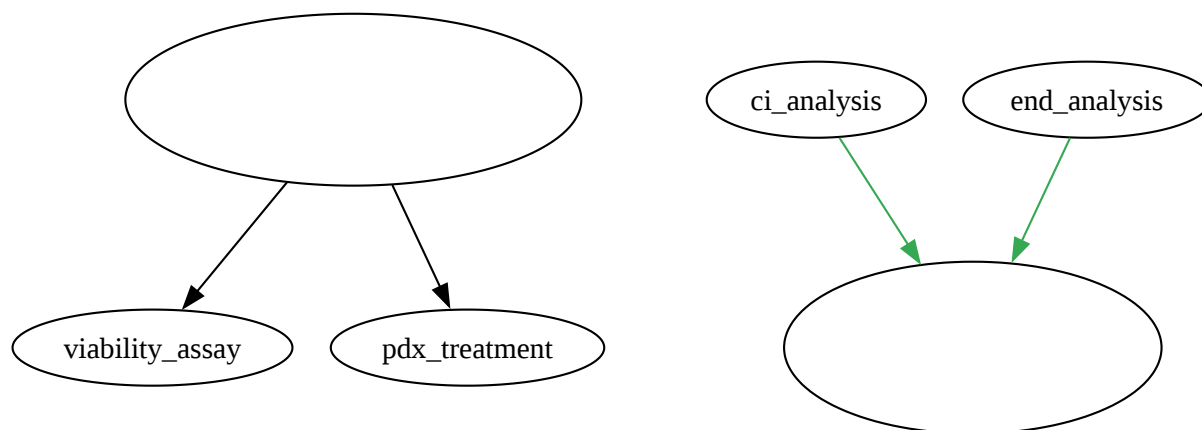 ci_analysis
end_analysis
viability_assay
pdx_treatment